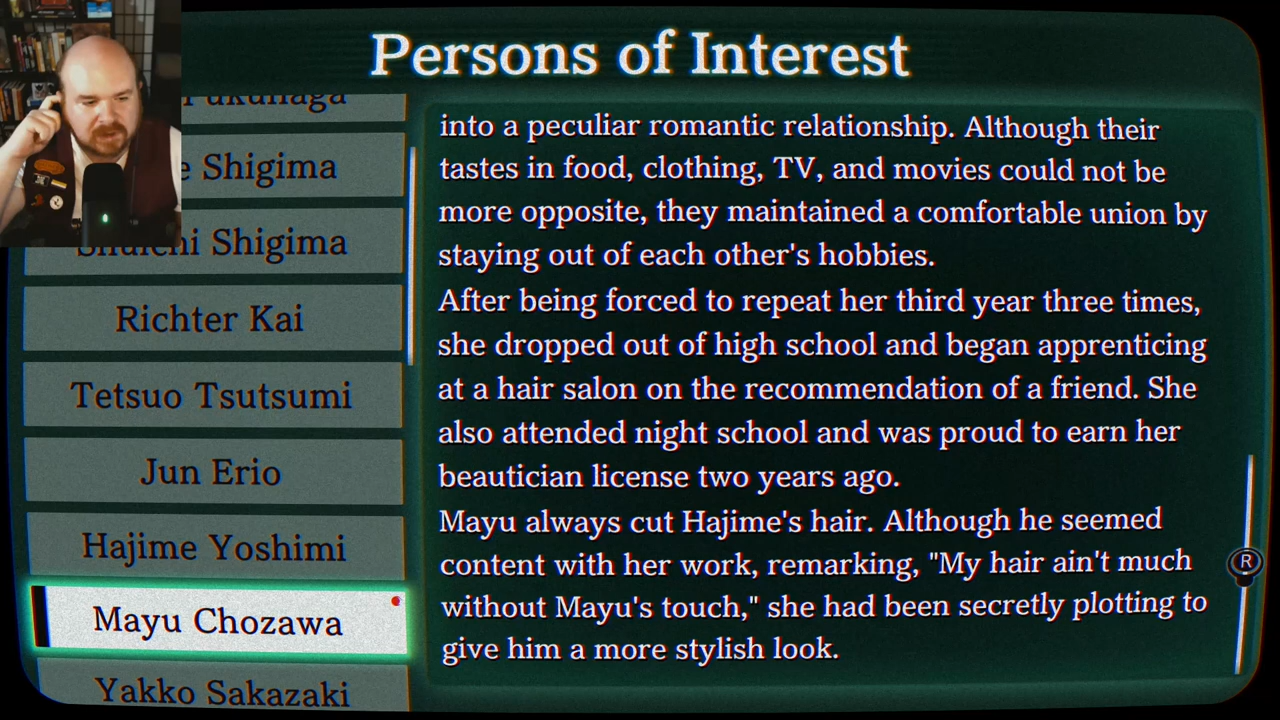 Persons of Interest
Shigima
Shigima
Richter Kai
Tetsuo Tsutsumi
Jun Erio
Hajime Yoshimi
Mayu Chozawa
Yakko Sakazaki
into a peculiar romantic relationship. Although their
tastes in food, clothing, TV, and movies could not be
more opposite, they maintained a comfortable union by
staying out of each other's hobbies.
After being forced to repeat her third year three times,
she dropped out of high school and began apprenticing
at a hair salon on the recommendation of a friend. She
also attended night school and was proud to earn her
beautician license two years ago.
Mayu always cut Hajime's hair. Although he seemed
content with her work, remarking, "My hair ain't much
without Mayu's touch," she had been secretly plotting to
give him a more stylish look.
R